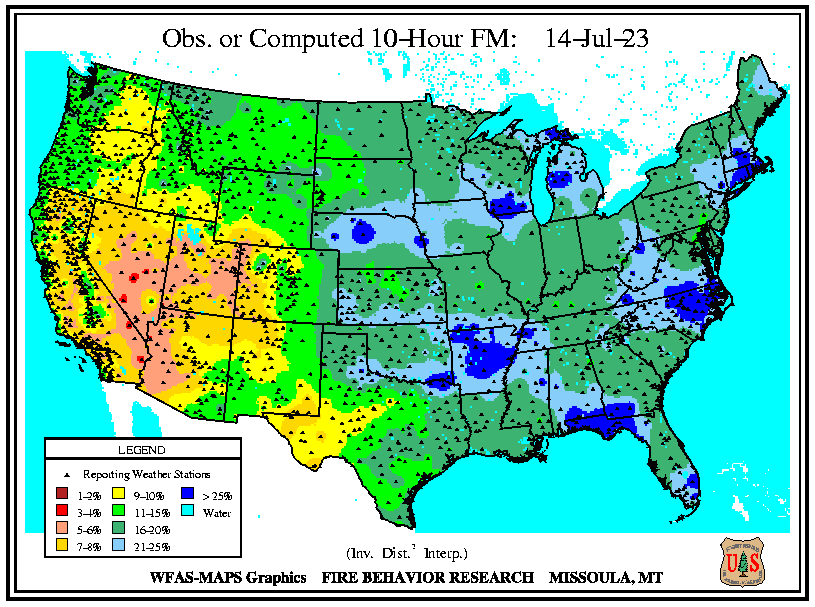 Obs. or Computed 10-Hour FM: 14-Jul-23
LEGEND
Reporting Weather Stations
1-2% 9-10% > 25%
3-4% 11-15% Water
5-6% 16-20%
7-8% 21-25%
(Inv. Dist.² Interp.)
WFAS-MAPS Graphics FIRE BEHAVIOR RESEARCH MISSOULA, MT
U S